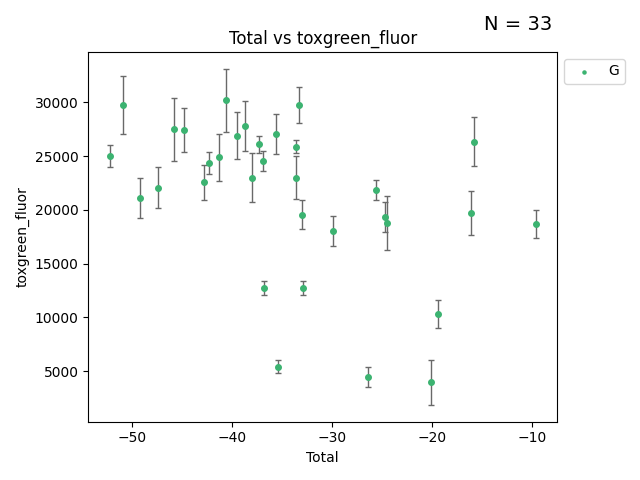 N = 33
Total vs toxgreen_fluor
G
toxgreen_fluor
30000
25000
20000
15000
10000
5000
−50 −40 −30 −20 −10
Total